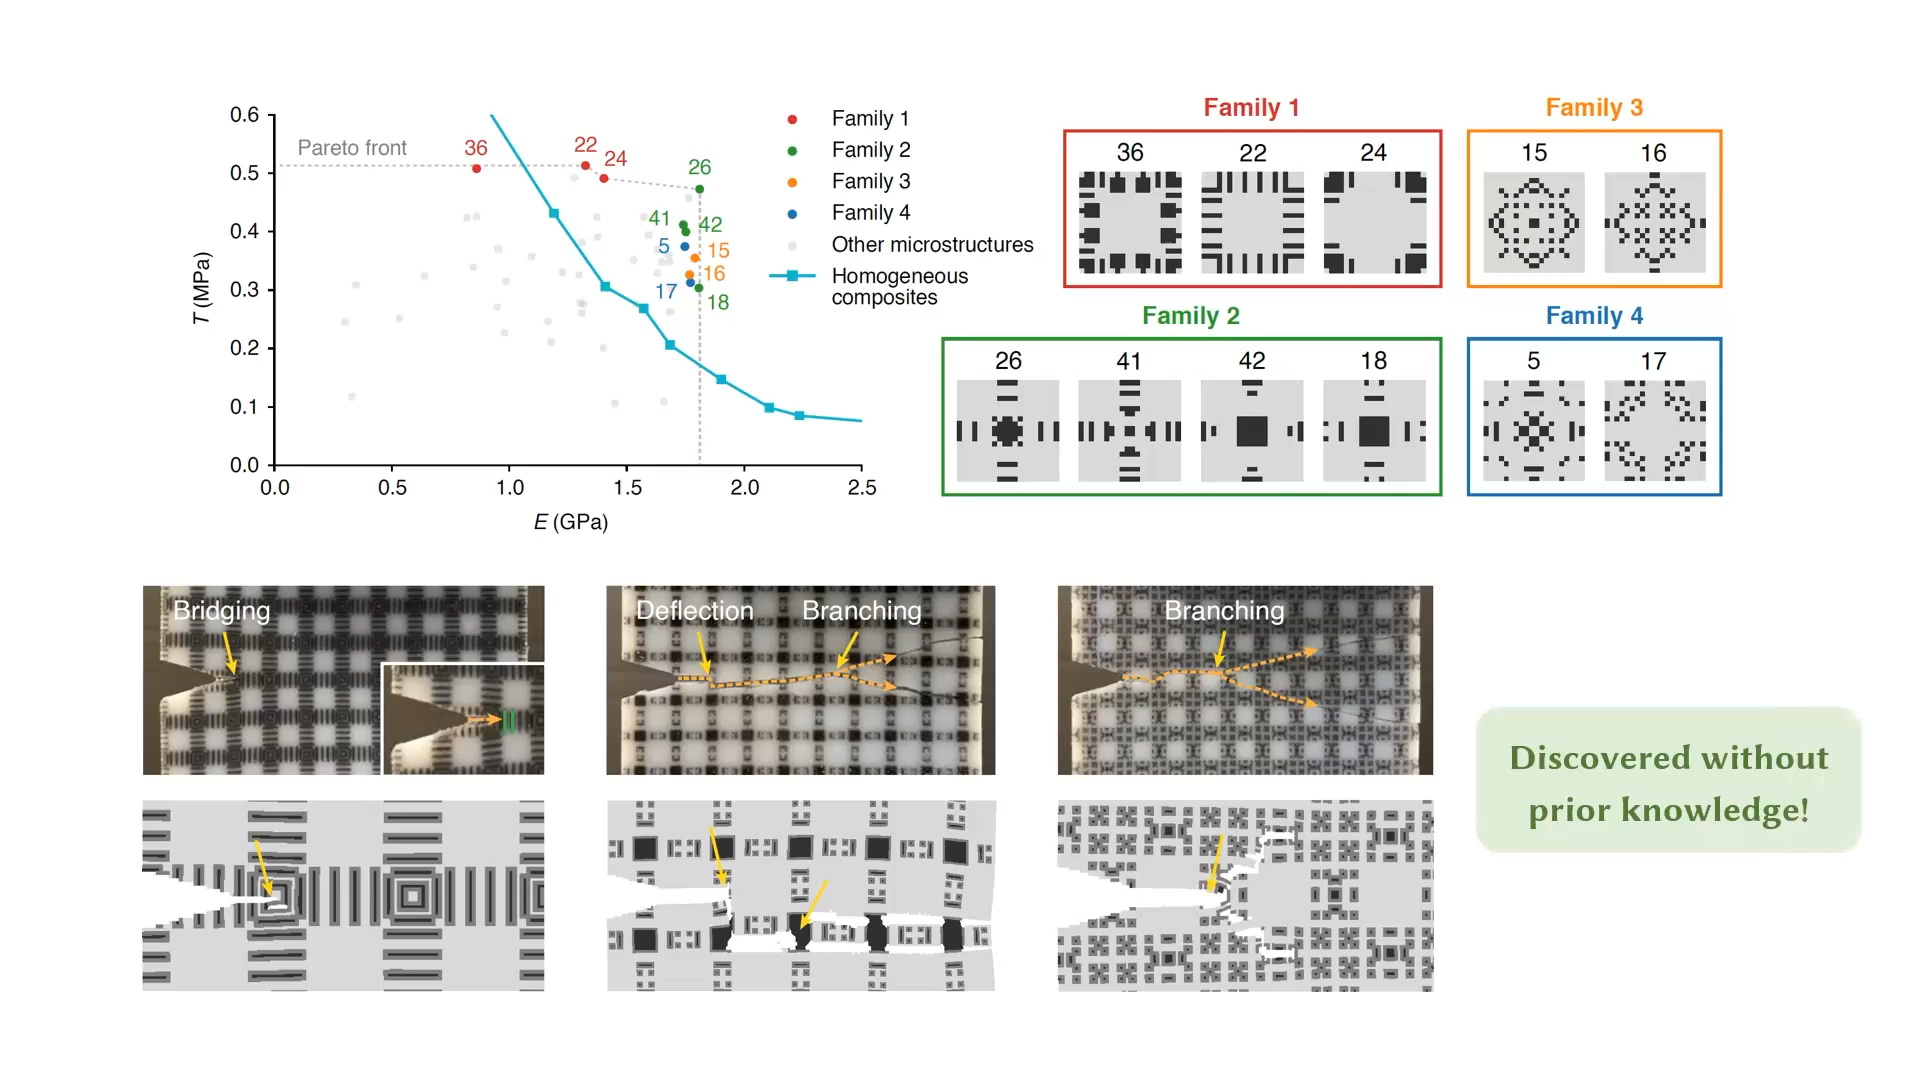 0.6
0.5
0.4
0.3
0.2
0.1
0.0
T (MPa)
0.0 0.5 1.0 1.5 2.0 2.5
E (GPa)
Pareto front
36
22
24
26
41
42
5
15
16
17
18
Family 1
Family 2
Family 3
Family 4
Other microstructures
Homogeneous
composites
Family 1
36 22 24
Family 3
15 16
Family 2
26 41 42 18
Family 4
5 17
Bridging
Deflection
Branching
Branching
Discovered without
prior knowledge!